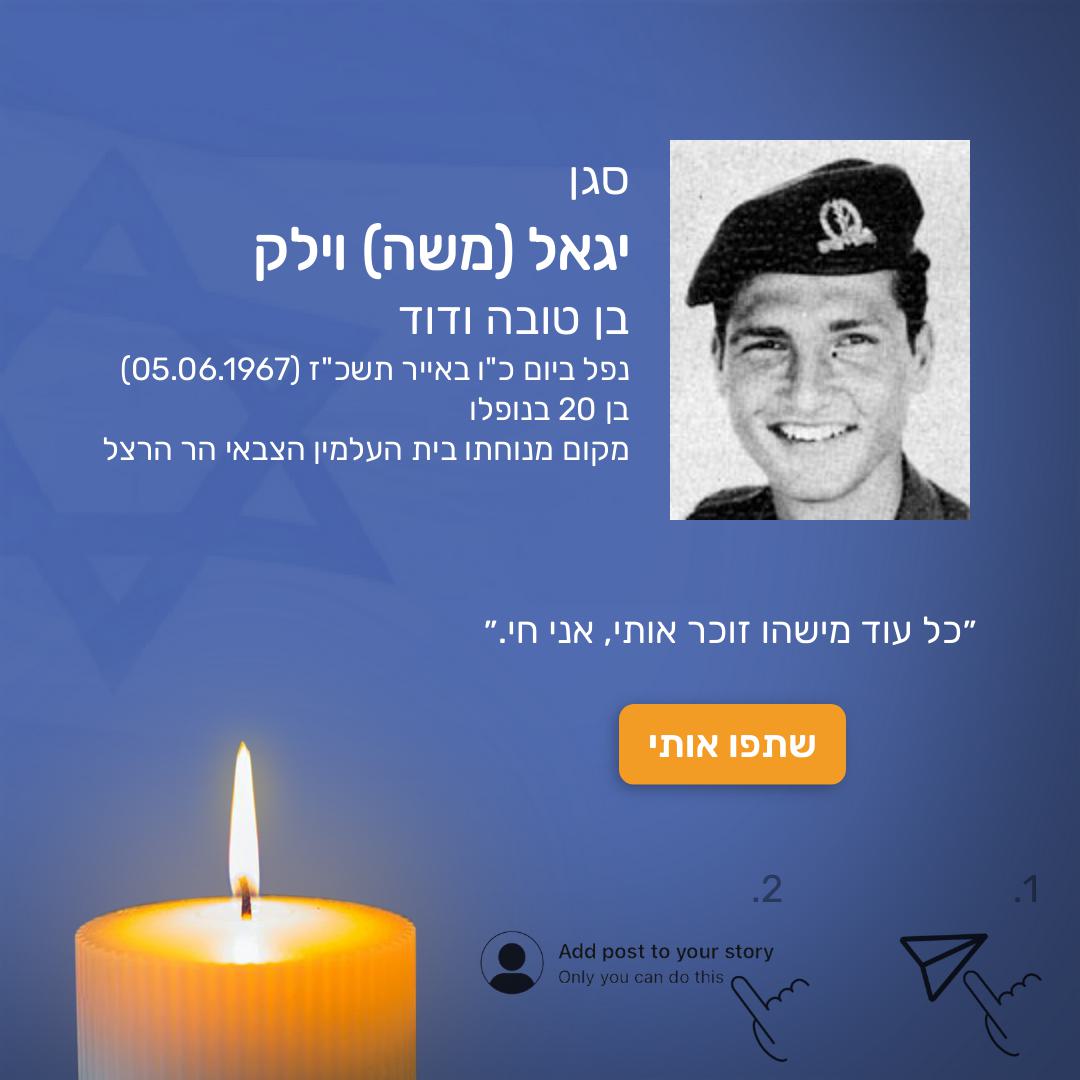 סגן
יגאל (משה) וילק
בן טובה ודוד
נפל ביום כ"ו באייר תשכ"ז (05.06.1967)
בן 20 בנופלו
מקום מנוחתו בית העלמין הצבאי הר הרצל
״כל עוד מישהו זוכר אותי, אני חי.״
שתפו אותי
1.
2.
Add post to your story
Only you can do this